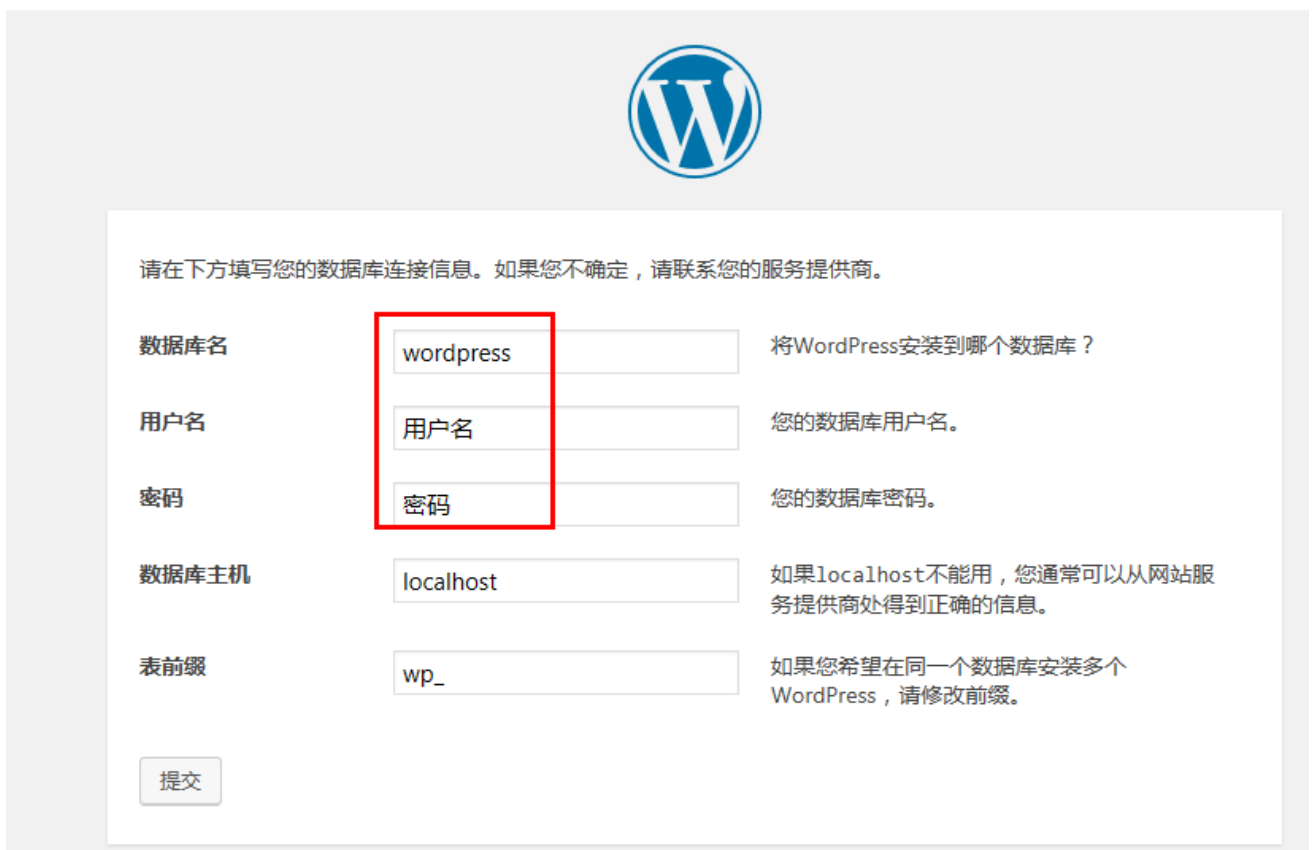 请在下方填写您的数据库连接信息。如果您不确定，请联系您的服务提供商。
数据库名 wordpress 将WordPress安装到哪个数据库？
用户名 用户名 您的数据库用户名。
密码 密码 您的数据库密码。
数据库主机 localhost 如果localhost不能用，您通常可以从网站服
务提供商处得到正确的信息。
表前缀 wp_ 如果您希望在同一个数据库安装多个
WordPress，请修改前缀。
提交